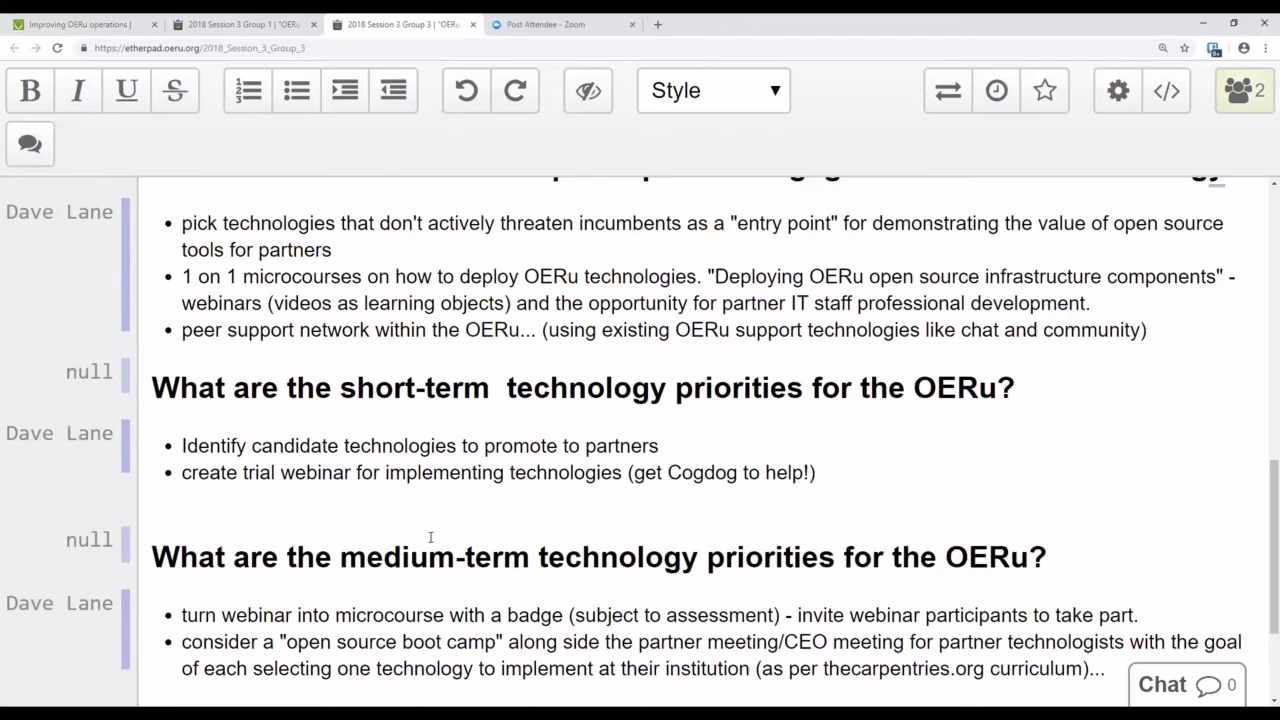 Improving OERu operations |
2018 Session 3 Group 1 | "OERu
2018 Session 3 Group 3 | "OERu
Post Attendee - Zoom
https://etherpad.oeru.org/2018_Session_3_Group_3
B I U S
Style
2
Dave Lane
• pick technologies that don't actively threaten incumbents as a "entry point" for demonstrating the value of open source
tools for partners
• 1 on 1 microcourses on how to deploy OERu technologies. "Deploying OERu open source infrastructure components" -
webinars (videos as learning objects) and the opportunity for partner IT staff professional development.
• peer support network within the OERu... (using existing OERu support technologies like chat and community)
null
What are the short-term  technology priorities for the OERu?
Dave Lane
• Identify candidate technologies to promote to partners
• create trial webinar for implementing technologies (get Cogdog to help!)
null
What are the medium-term technology priorities for the OERu?
Dave Lane
• turn webinar into microcourse with a badge (subject to assessment) - invite webinar participants to take part.
• consider a "open source boot camp" along side the partner meeting/CEO meeting for partner technologists with the goal
of each selecting one technology to implement at their institution (as per thecarpentries.org curriculum)...
Chat 0